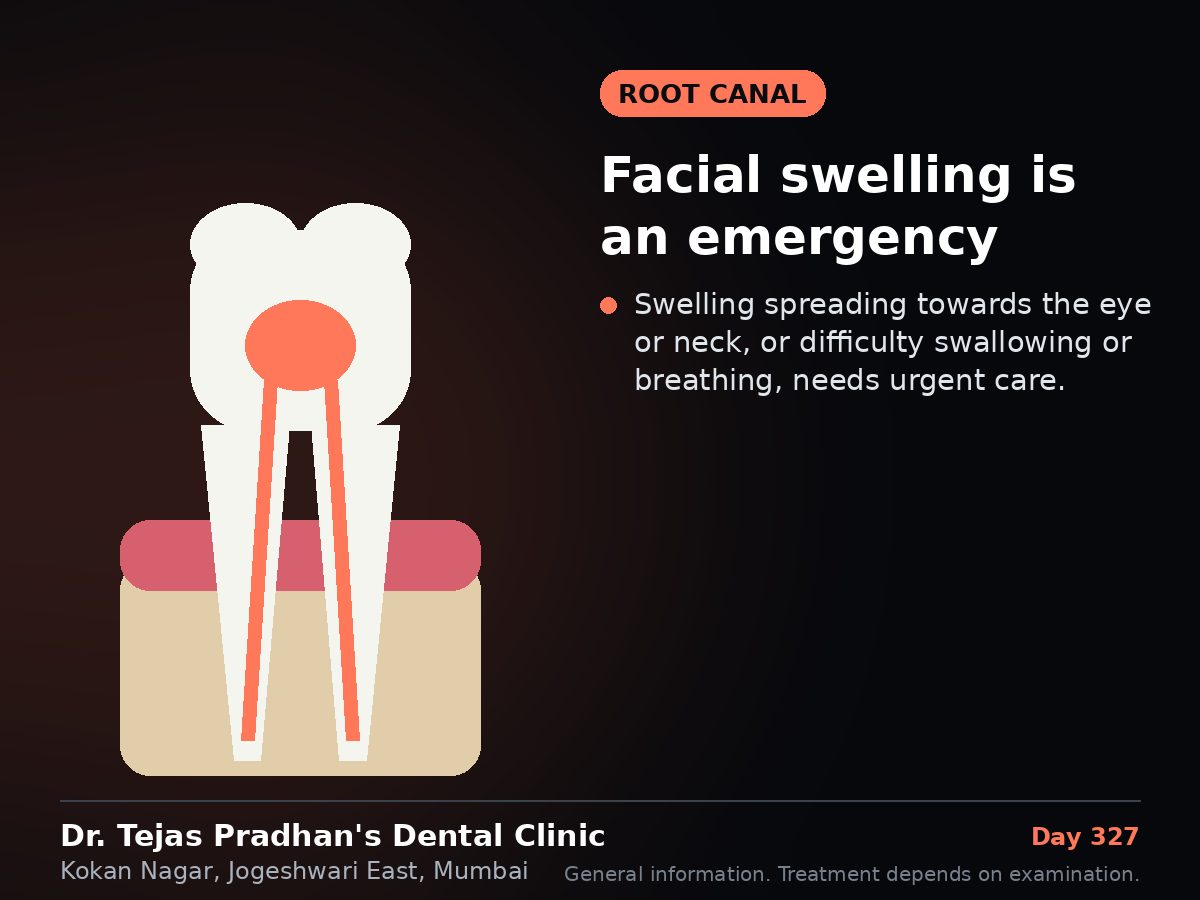 ROOT CANAL
Facial swelling is
an emergency
Swelling spreading towards the eye
or neck, or difficulty swallowing or
breathing, needs urgent care.
Dr. Tejas Pradhan's Dental Clinic
Day 327
Kokan Nagar, Jogeshwari East, Mumbai
General information. Treatment depends on examination.